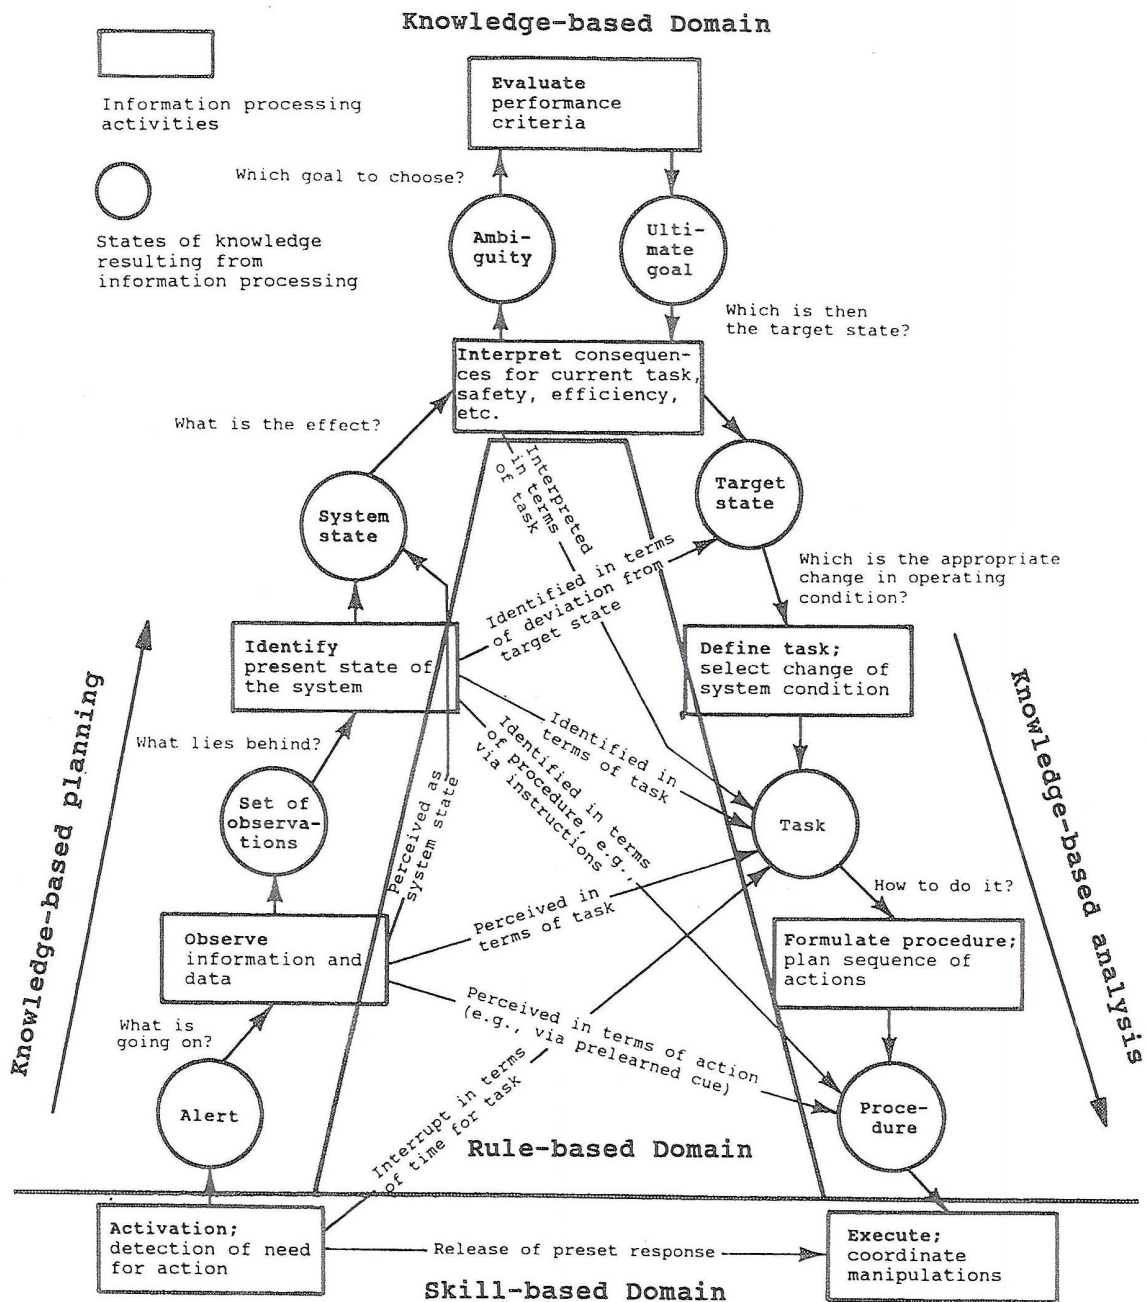 Knowledge-based Domain
Information processing
activities
States of knowledge
resulting from
information processing
Evaluate
performance
criteria
Which goal to choose?
Ambi-
guity
Ulti-
mate
goal
Which is then
the target state?
Interpret consequen-
ces for current task,
safety, efficiency,
etc.
What is the effect?
System
state
Target
state
Interpreted
in terms
of task
Identified in terms
of deviation from
target state
Which is the appropriate
change in operating
condition?
Identify
present state of
the system
Define task;
select change of
system condition
Knowledge-based planning
Knowledge-based analysis
What lies behind?
Identified in
terms of task
Identified in terms
of procedure, e.g.,
via instructions
Set of
observa-
tions
Perceived as
system state
Task
How to do it?
Observe
information and
data
Perceived in
terms of task
Formulate procedure;
plan sequence of
actions
What is
going on?
Perceived in terms of action
(e.g., via prelearned cue)
Alert
Interrupt in terms
of time for task
Proce-
dure
Rule-based Domain
Activation;
detection of need
for action
Release of preset response
Execute;
coordinate
manipulations
Skill-based Domain